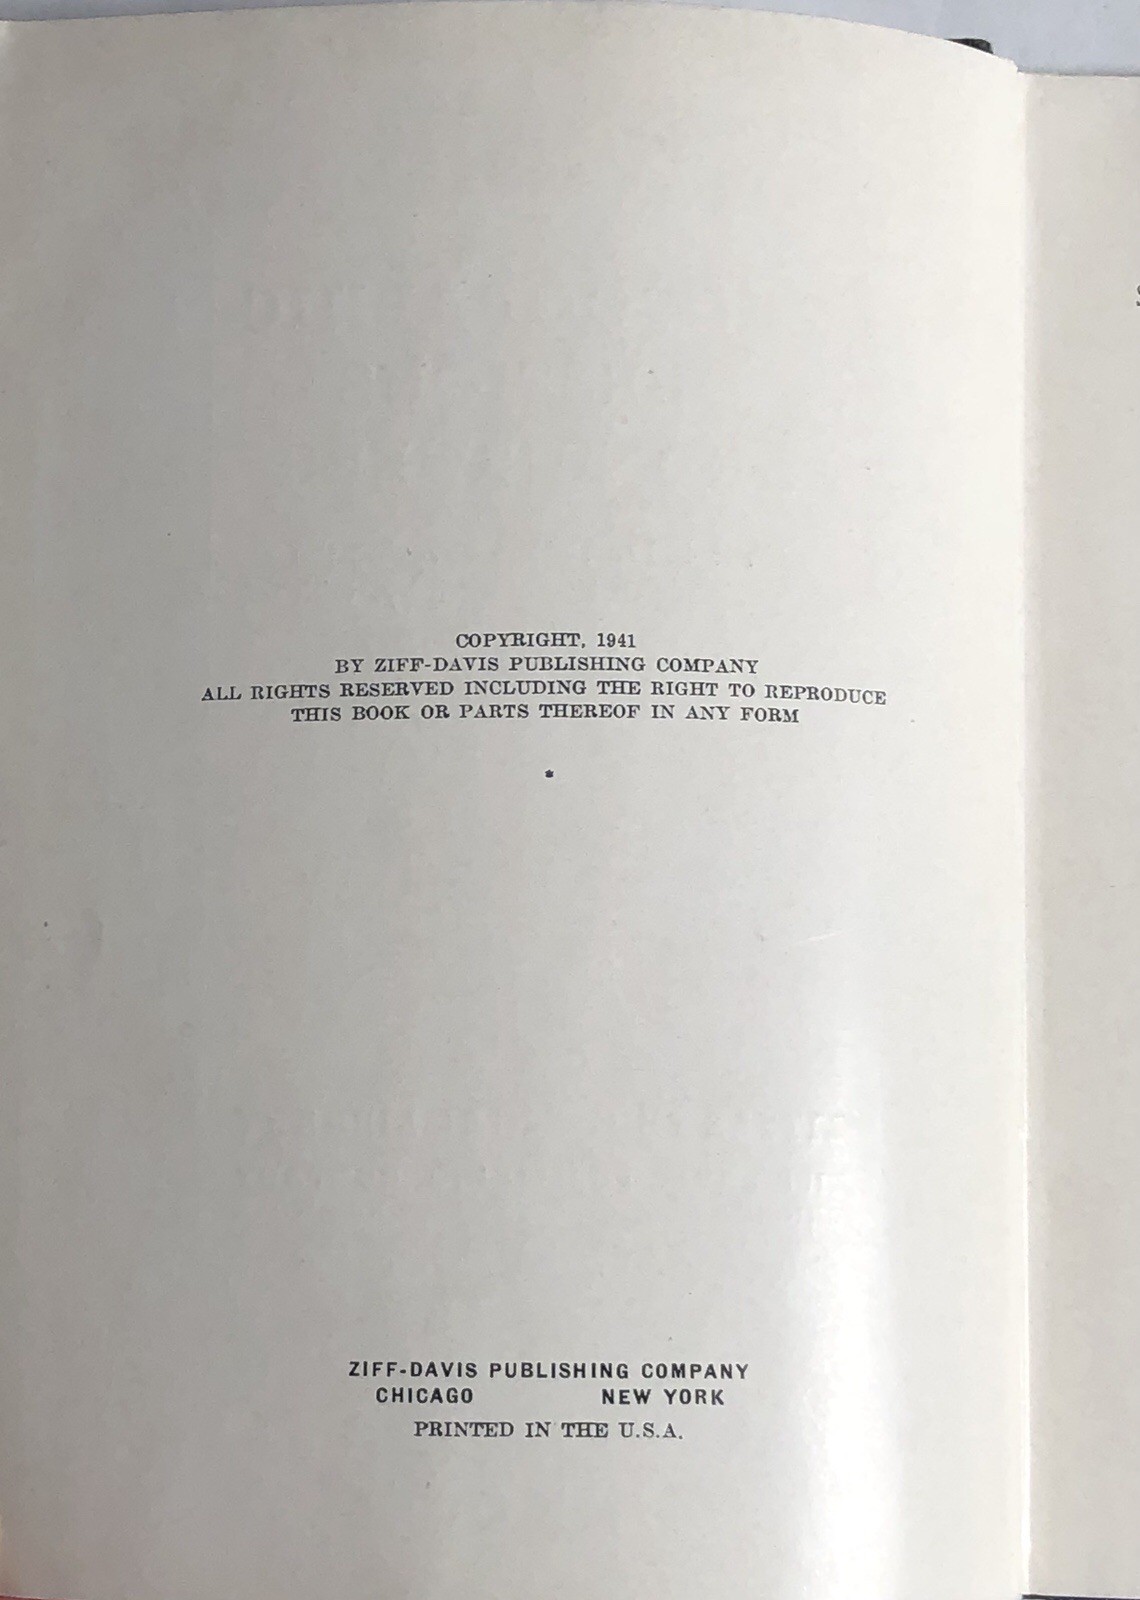 COPYRIGHT, 1941
BY ZIFF-DAVIS PUBLISHING COMPANY
ALL RIGHTS RESERVED INCLUDING THE RIGHT TO REPRODUCE
THIS BOOK OR PARTS THEREOF IN ANY FORM
*
ZIFF-DAVIS PUBLISHING COMPANY
CHICAGO NEW YORK
PRINTED IN THE U.S.A.